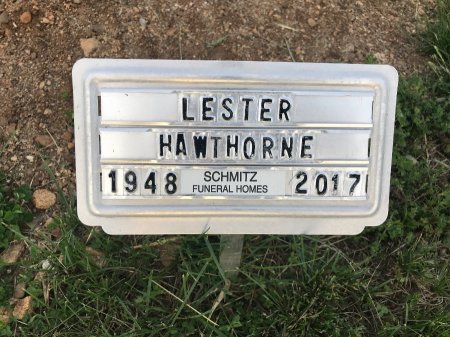 LESTER
HAWTHORNE
1948 SCHMITZ FUNERAL HOMES 2017